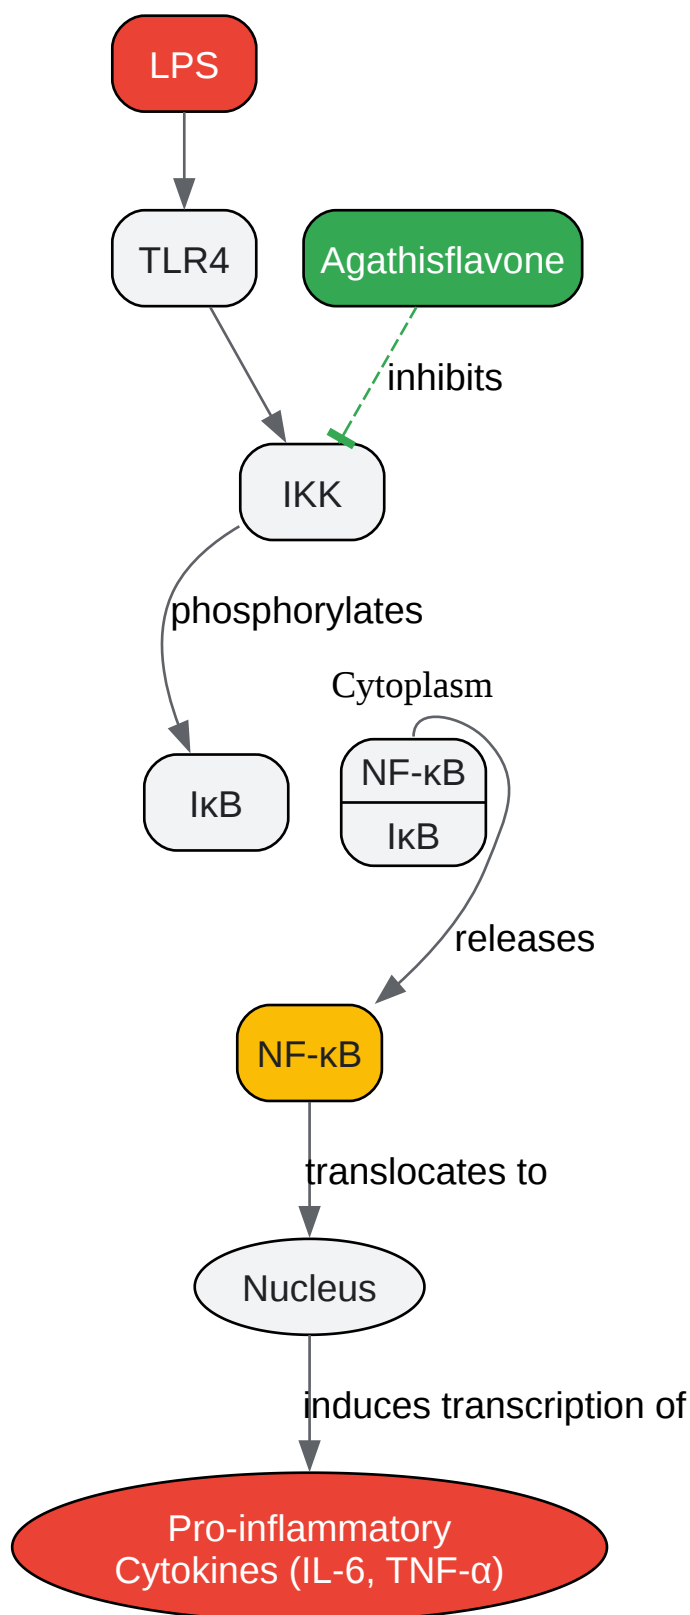 LPS
TLR4
Agathisflavone
inhibits
IKK
phosphorylates
Cytoplasm
NF-κB
IκB
IκB
releases
NF-κB
translocates to
Nucleus
induces transcription of
Pro-inflammatory
Cytokines (IL-6, TNF-α)